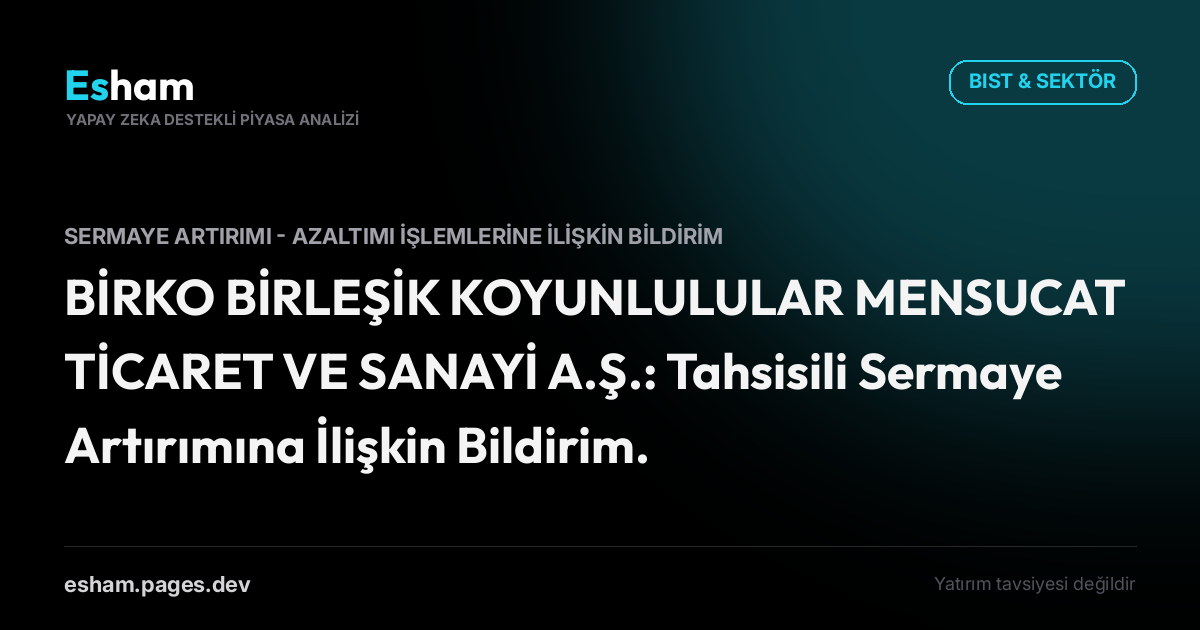 Esham
YAPAY ZEKA DESTEKLİ PİYASA ANALİZİ
BIST & SEKTÖR
SERMAYE ARTIRIMI - AZALTIMI İŞLEMLERİNE İLİŞKİN BİLDİRİM
BİRKO BİRLEŞİK KOYUNLULULAR MENSUCAT
TİCARET VE SANAYİ A.Ş.: Tahsisili Sermaye
Artırımına İlişkin Bildirim.
esham.pages.dev
Yatırım tavsiyesi değildir